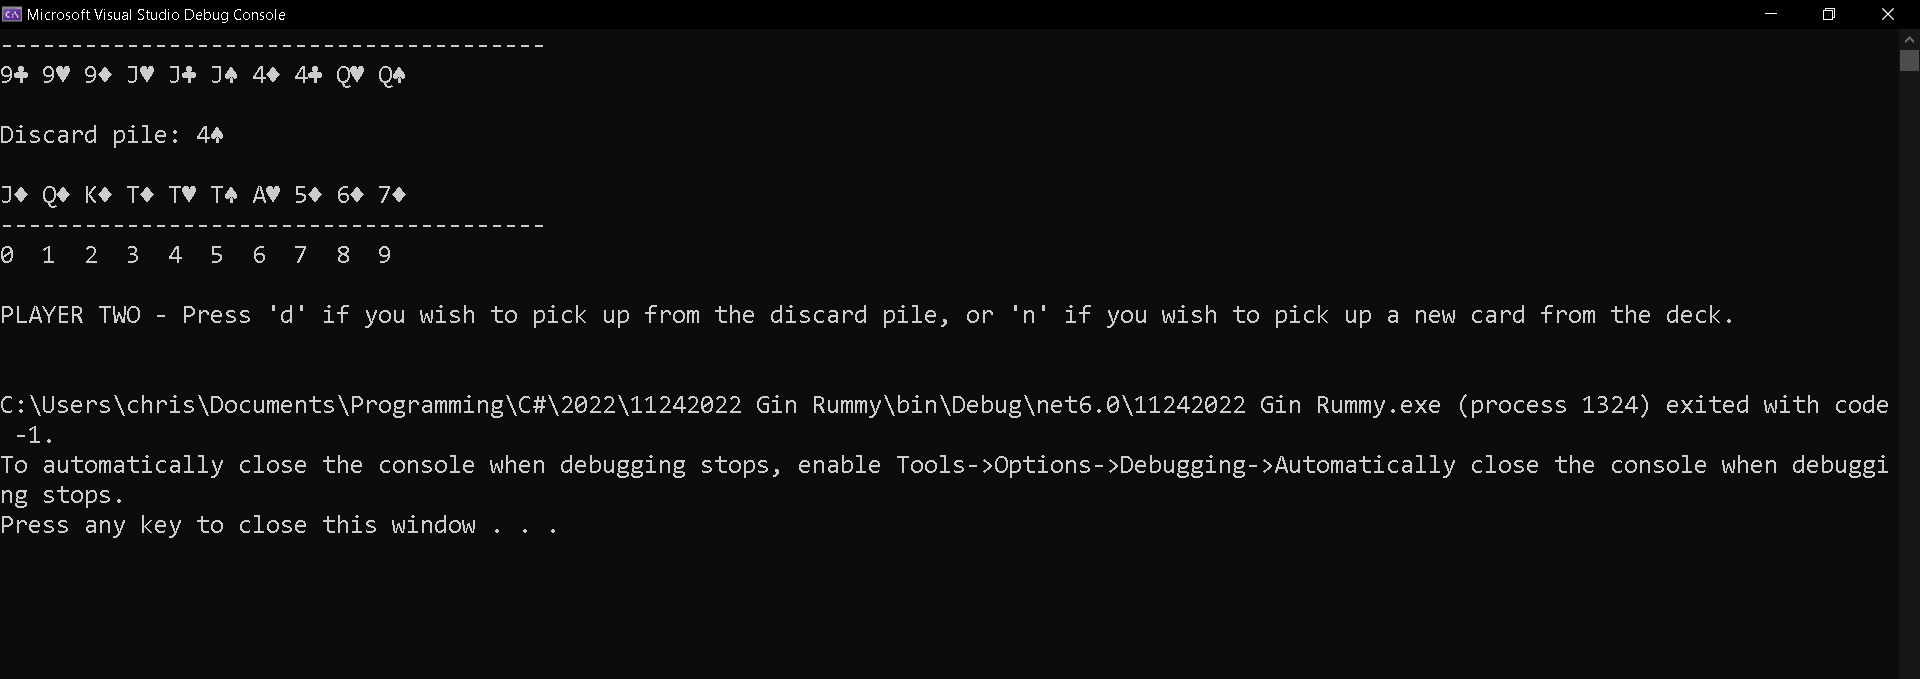 Microsoft Visual Studio Debug Console
---------------------------------------
9♣ 9♥ 9♦ J♥ J♣ J♠ 4♦ 4♣ Q♥ Q♠
Discard pile: 4♠
J♦ Q♦ K♦ T♦ T♥ T♠ A♥ 5♦ 6♦ 7♦
---------------------------------------
0  1  2  3  4  5  6  7  8  9
PLAYER TWO - Press 'd' if you wish to pick up from the discard pile, or 'n' if you wish to pick up a new card from the deck.
C:\Users\chris\Documents\Programming\C#\2022\11242022 Gin Rummy\bin\Debug\net6.0\11242022 Gin Rummy.exe (process 1324) exited with code
 -1.
To automatically close the console when debugging stops, enable Tools->Options->Debugging->Automatically close the console when debuggi
ng stops.
Press any key to close this window . . .